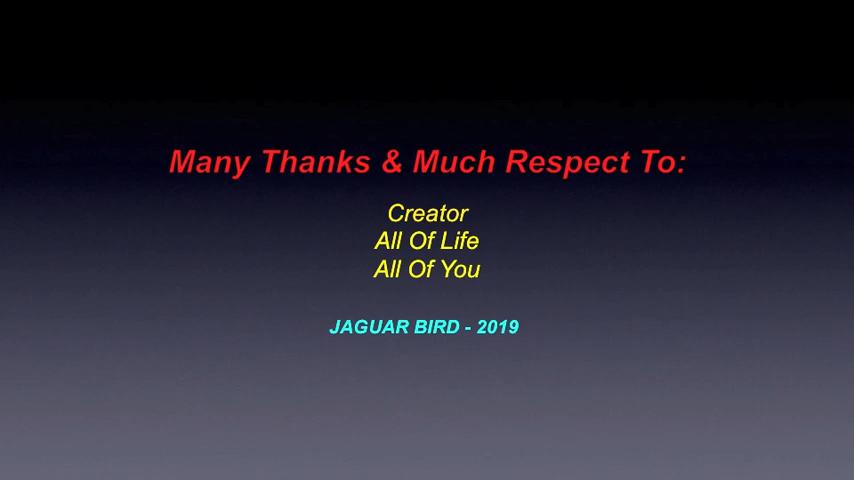 Many Thanks & Much Respect To:
Creator
All Of Life
All Of You
JAGUAR BIRD - 2019